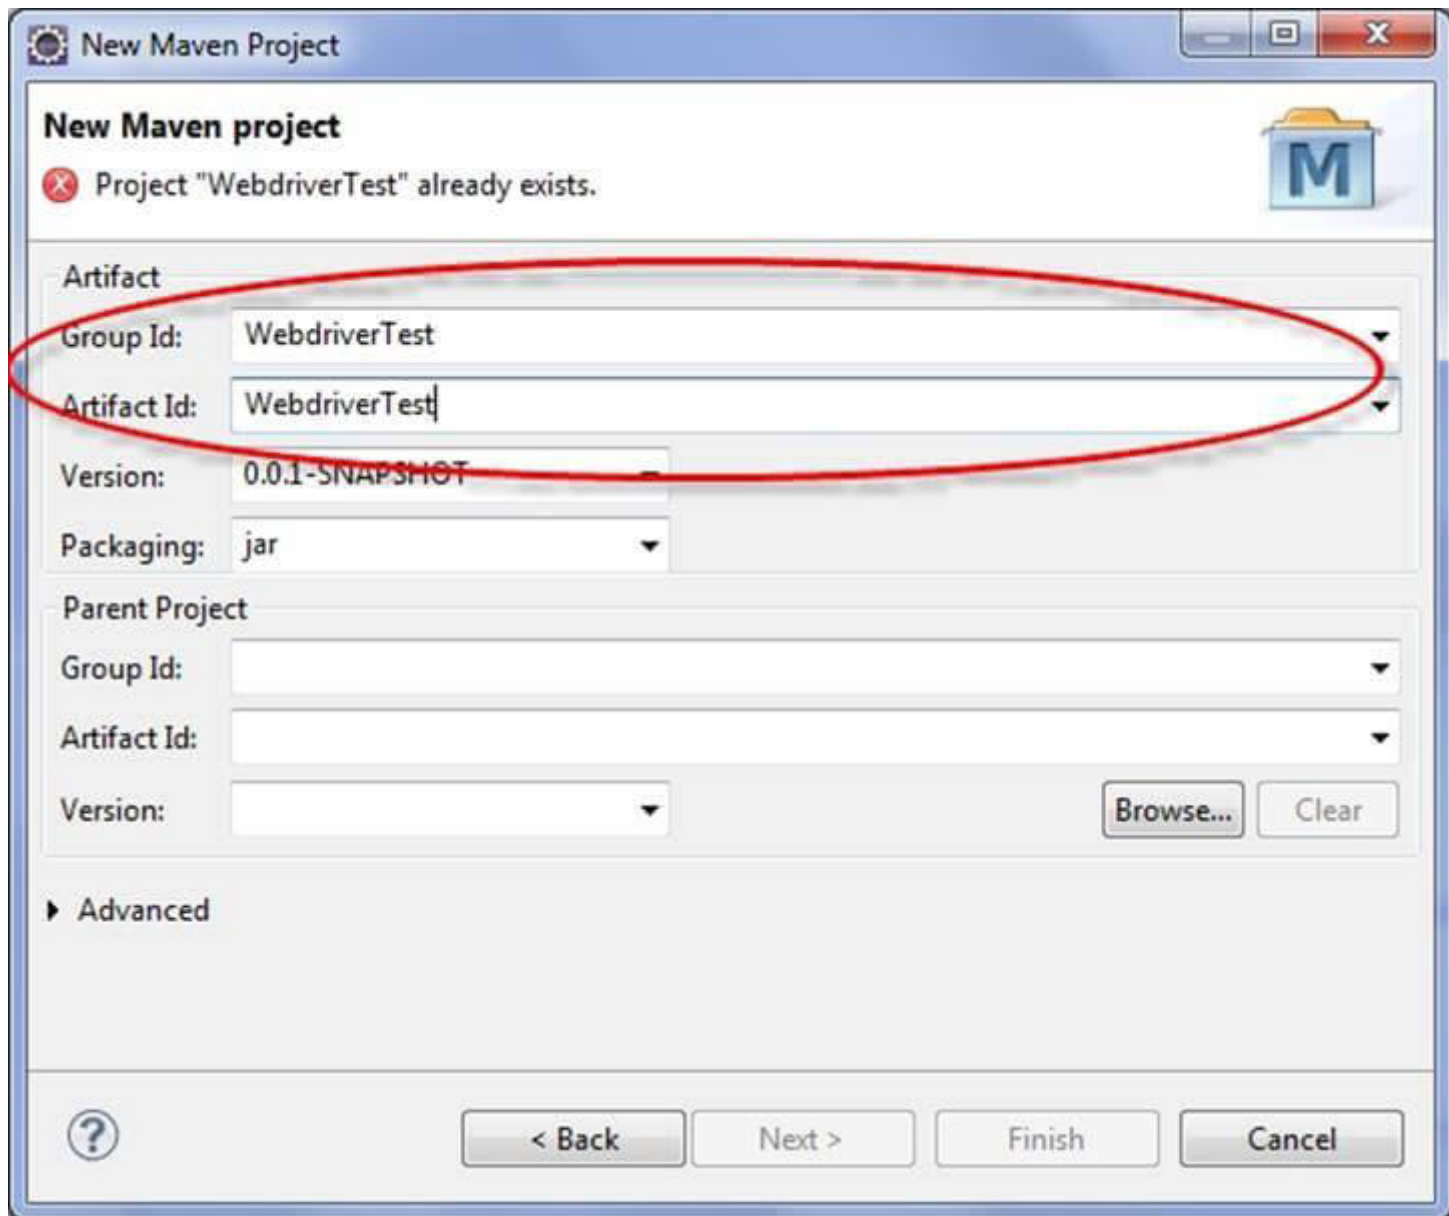 New Maven Project
New Maven project
Project "WebdriverTest" already exists.
M
Artifact
Group Id: WebdriverTest
Artifact Id: WebdriverTest
Version: 0.0.1-SNAPSHOT
Packaging: jar
Parent Project
Group Id:
Artifact Id:
Version: Browse... Clear
Advanced
? < Back Next > Finish Cancel